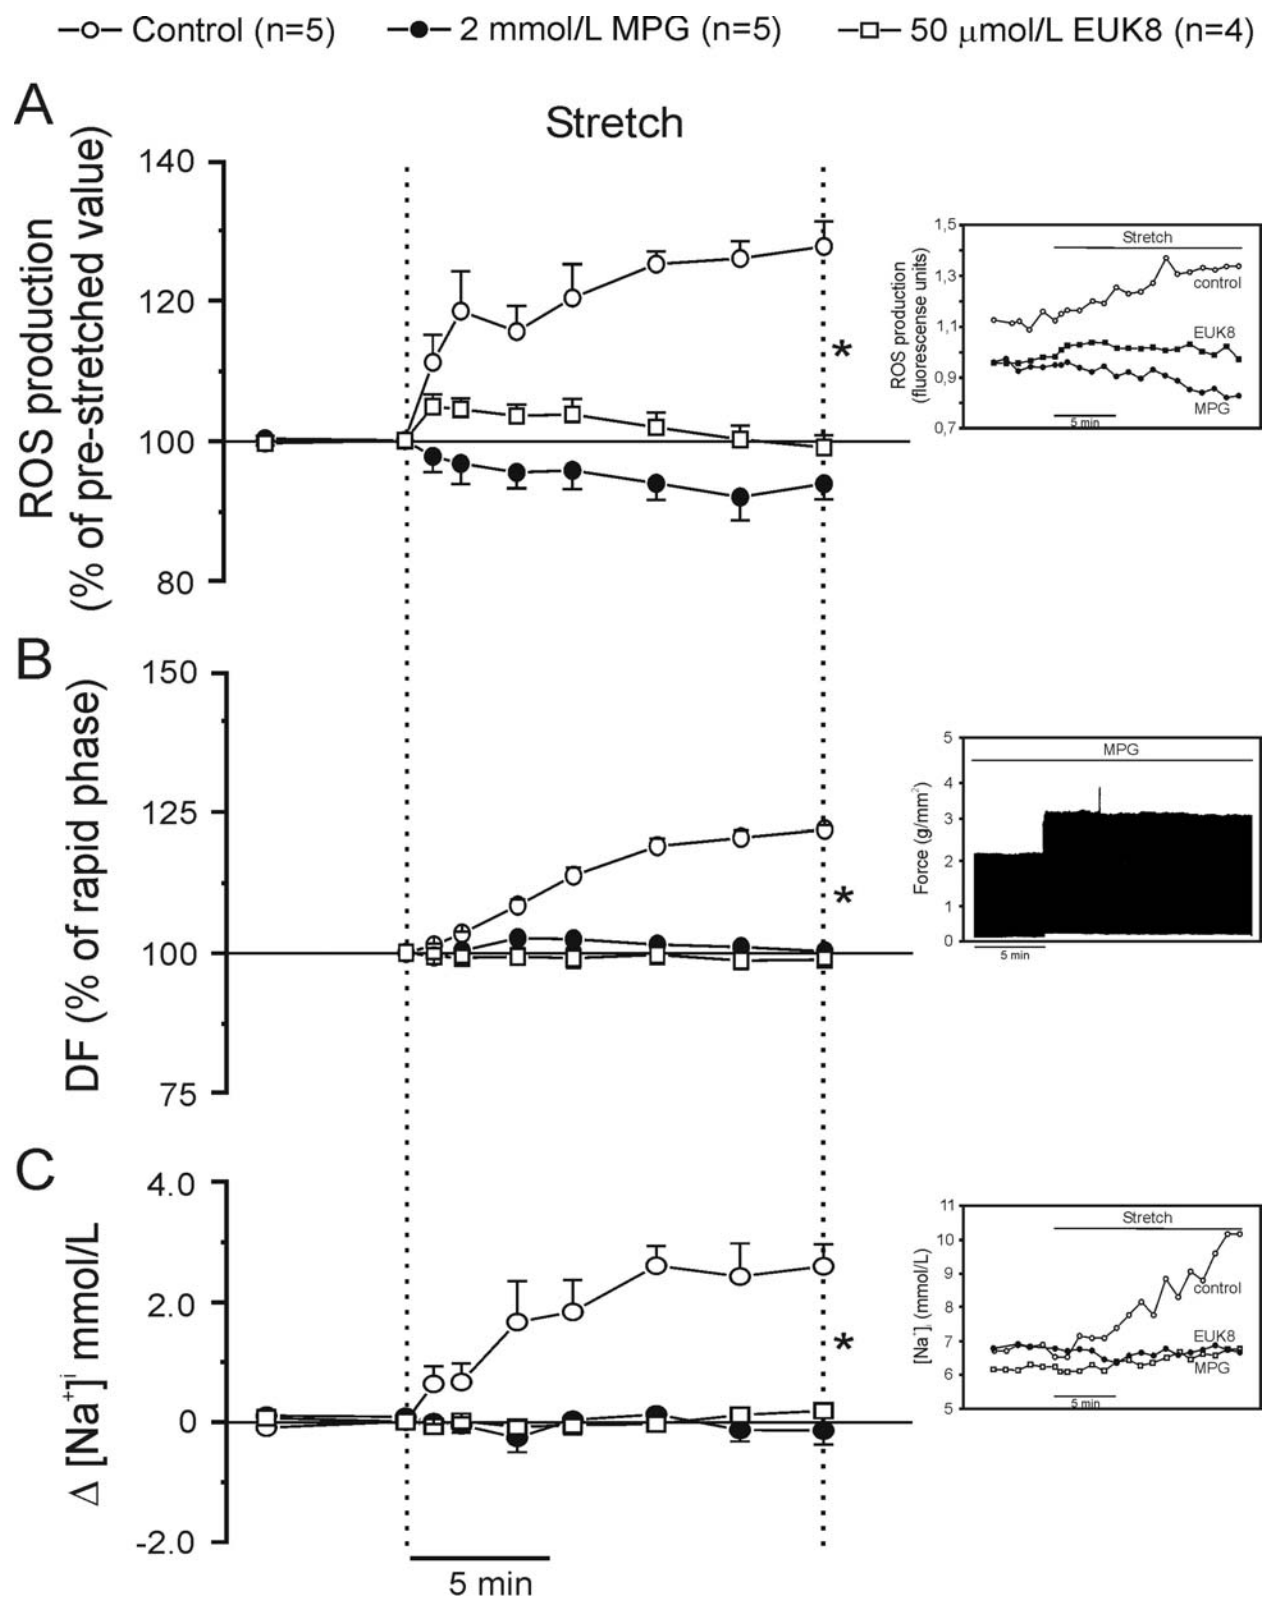 Control (n=5) 2 mmol/L MPG (n=5) 50 μmol/L EUK8 (n=4)
A
Stretch
ROS production
(% of pre-stretched value)
140
120
100
80
*
ROS production
(fluorescense units)
1,5
1,3
1,1
0,9
0,7
Stretch
control
EUK8
MPG
5 min
B
DF (% of rapid phase)
150
125
100
75
*
Force (g/mm²)
5
4
3
2
1
0
MPG
5 min
C
Δ [Na⁺]ⁱ mmol/L
4.0
2.0
0
-2.0
*
[Na⁺]ᵢ (mmol/L)
11
10
9
8
7
6
5
Stretch
control
EUK8
MPG
5 min
5 min